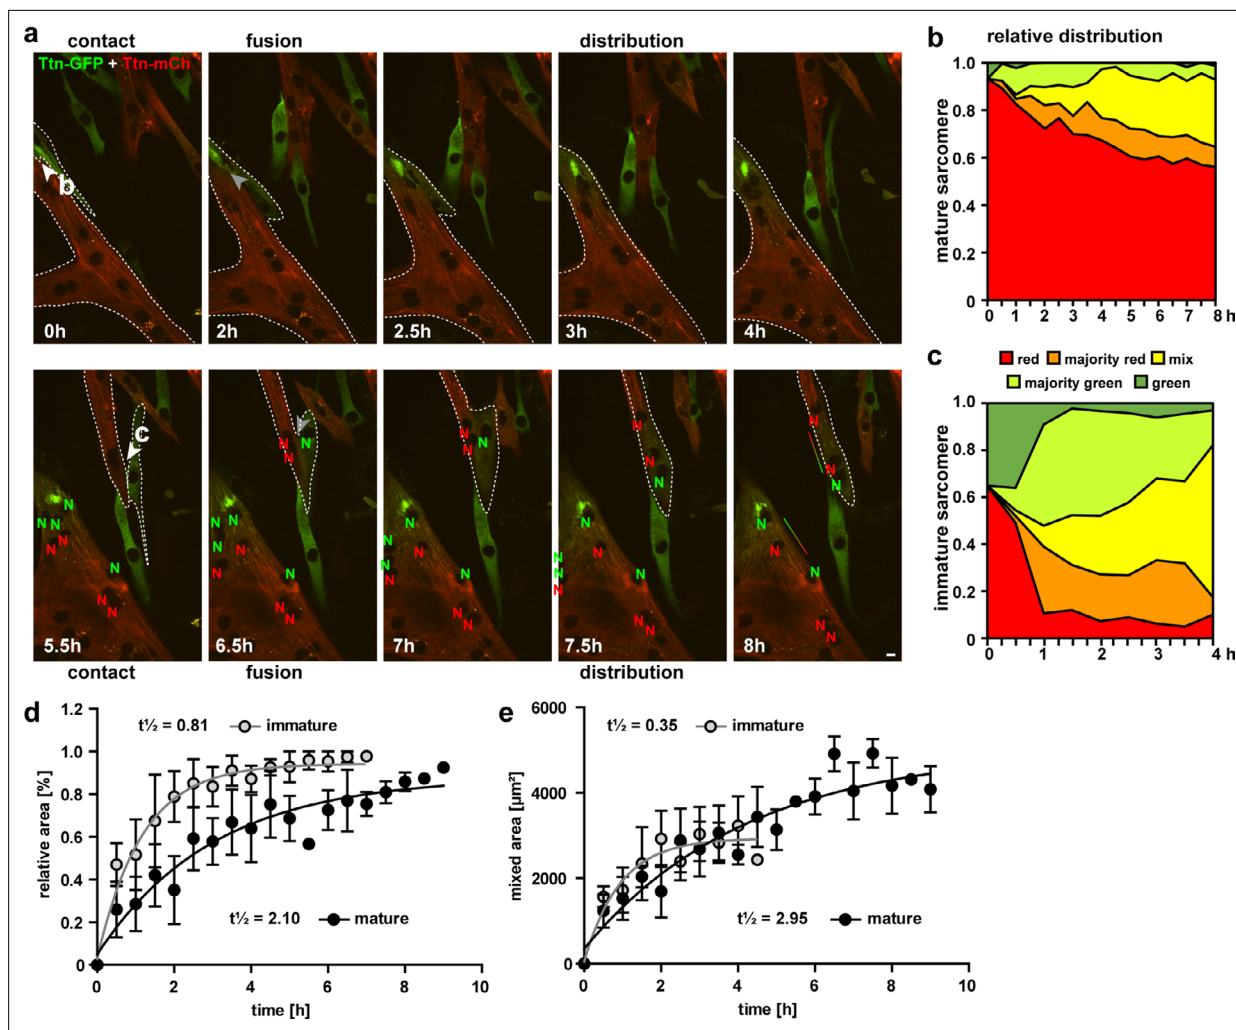 a
contact fusion distribution
Ttn-GFP + Ttn-mCh
b
0h 2h 2.5h 3h 4h
c
N N N N N N N N N
N N N N N N N N N N N
N N N N N N N N N N
N N N N N N N N N N N
N N N N N N N N
5.5h 6.5h 7h 7.5h 8h
contact fusion distribution
b relative distribution
mature sarcomere
1.0
0.8
0.6
0.4
0.2
0
0 1 2 3 4 5 6 7 8 h
c
red majority red mix
majority green green
immature sarcomere
1.0
0.8
0.6
0.4
0.2
0
0 1 2 3 4 h
d
t½ = 0.81 immature
relative area [%]
1.2
1.0
0.8
0.6
0.4
0.2
0
t½ = 2.10 mature
0 2 4 6 8 10
time [h]
e
t½ = 0.35 immature
mixed area [µm²]
6000
4000
2000
0
t½ = 2.95 mature
0 2 4 6 8 10
time [h]